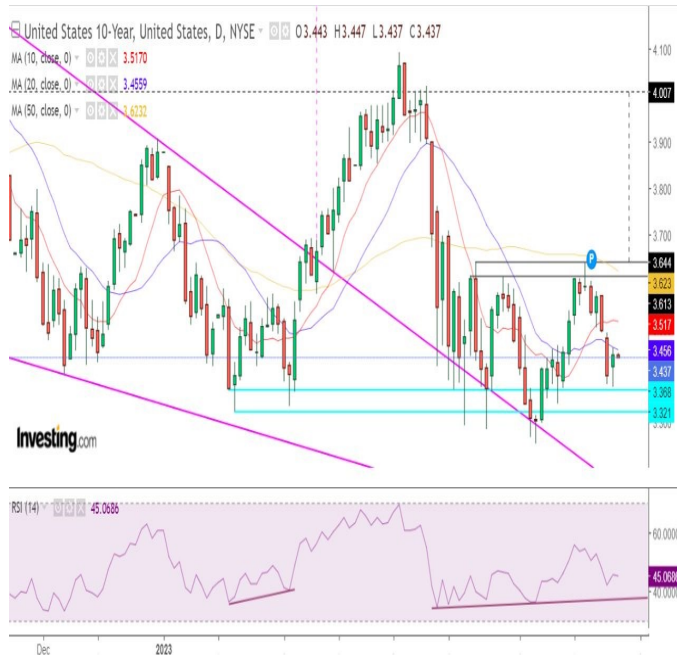 United States 10-Year, United States, D, NYSE O3.443 H3.447 L3.437 C3.437
MA (10, close, 0) 3.5170
MA (20, close, 0) 3.4559
MA (50, close, 0) 3.6232
4.100
4.007
3.900
3.800
3.700
3.644
3.623
3.613
3.517
3.456
3.437
3.368
3.321
3.300
P
Investing.com
RSI (14) 45.0686
60.0000
45.0686
40.0000
Dec 2023